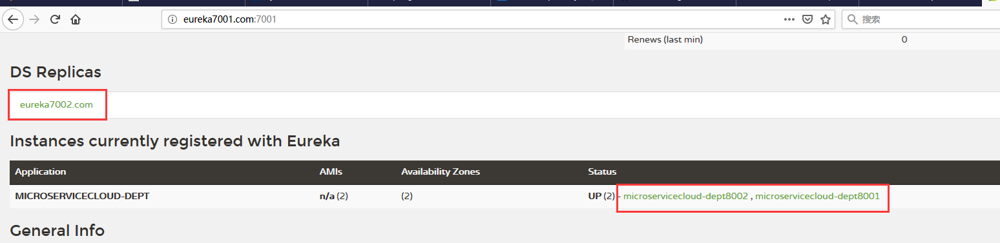 eureka7001.com:7001
搜索
Renews (last min) 0
DS Replicas
eureka7002.com
Instances currently registered with Eureka
Application AMIs Availability Zones Status
MICROSERVICECLOUD-DEPT n/a (2) (2) UP (2) - microservicecloud-dept8002 , microservicecloud-dept8001
General Info